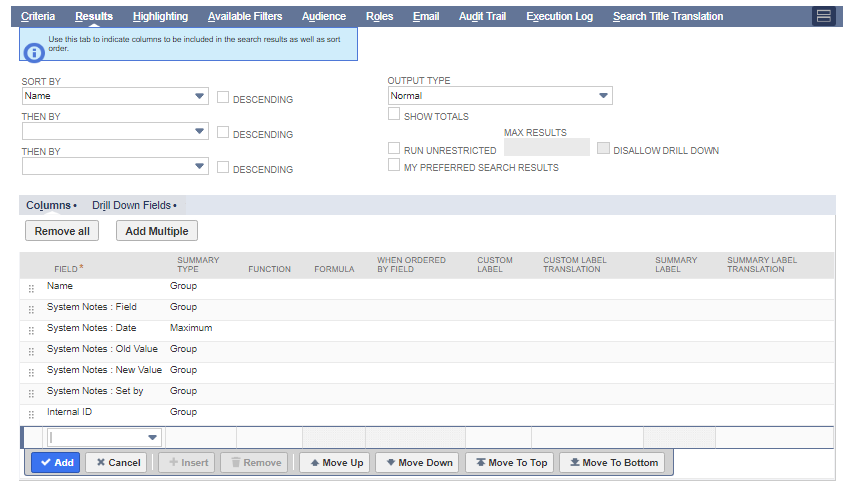 Criteria Results Highlighting Available Filters Audience Roles Email Audit Trail Execution Log Search Title Translation
Use this tab to indicate columns to be included in the search results as well as sort
order.
SORT BY
Name
DESCENDING
THEN BY
DESCENDING
THEN BY
DESCENDING
OUTPUT TYPE
Normal
SHOW TOTALS
MAX RESULTS
RUN UNRESTRICTED
DISALLOW DRILL DOWN
MY PREFERRED SEARCH RESULTS
Columns • Drill Down Fields •
Remove all Add Multiple
FIELD * SUMMARY TYPE FUNCTION FORMULA WHEN ORDERED BY FIELD CUSTOM LABEL CUSTOM LABEL TRANSLATION SUMMARY LABEL SUMMARY LABEL TRANSLATION
Name Group
System Notes : Field Group
System Notes : Date Maximum
System Notes : Old Value Group
System Notes : New Value Group
System Notes : Set by Group
Internal ID Group
Add Cancel Insert Remove Move Up Move Down Move To Top Move To Bottom